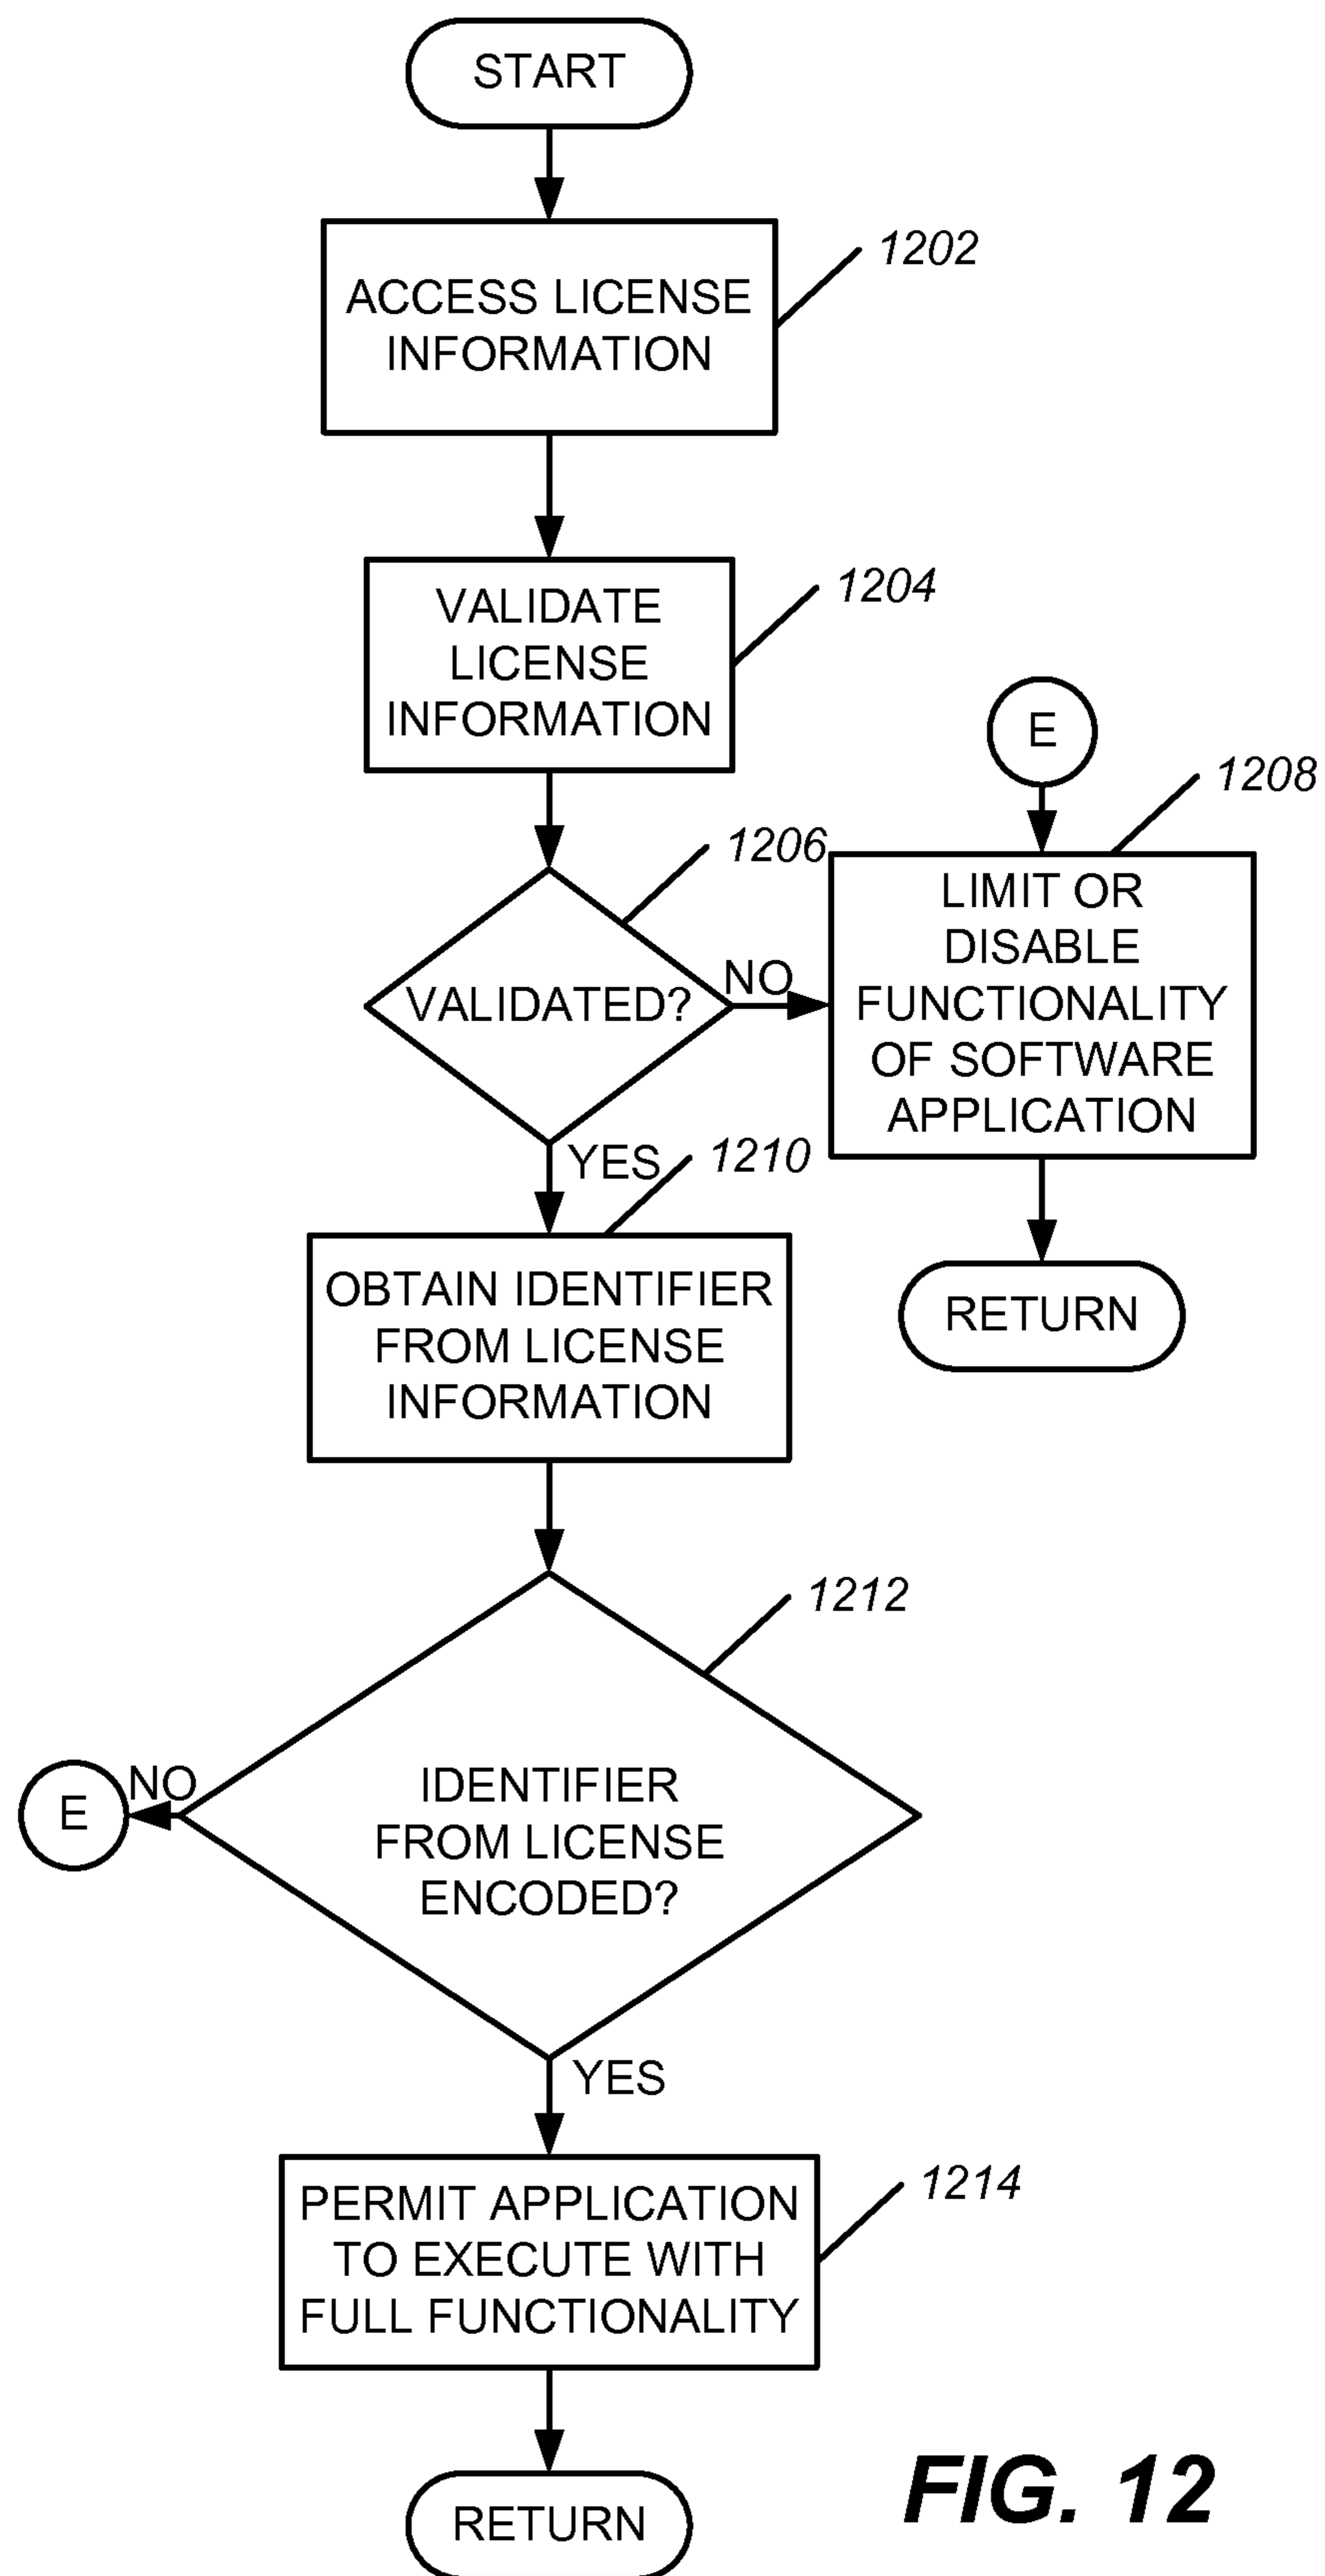 START
1202
ACCESS LICENSE
INFORMATION
1204
VALIDATE
LICENSE
INFORMATION
E
1208
1206
LIMIT OR
DISABLE
FUNCTIONALITY
OF SOFTWARE
APPLICATION
VALIDATED?
NO
YES
1210
OBTAIN IDENTIFIER
FROM LICENSE
INFORMATION
RETURN
1212
E
NO
IDENTIFIER
FROM LICENSE
ENCODED?
YES
1214
PERMIT APPLICATION
TO EXECUTE WITH
FULL FUNCTIONALITY
RETURN
FIG. 12